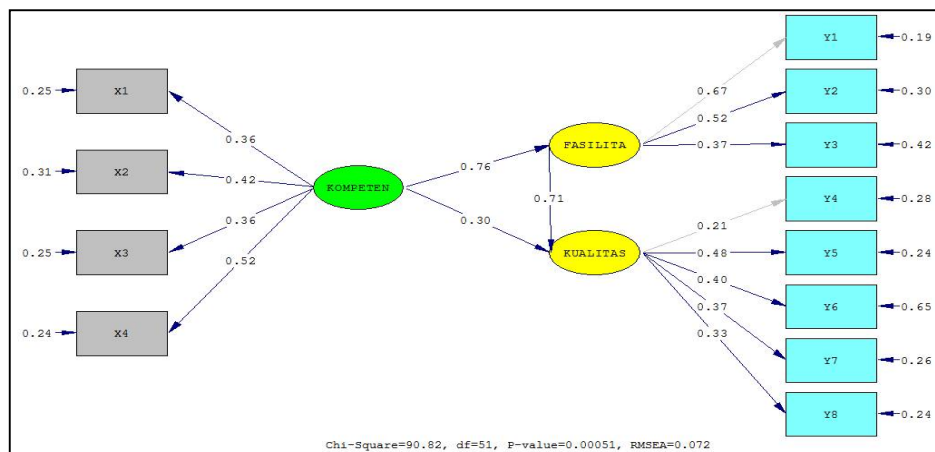 0.25 X1
0.31 X2
0.25 X3
0.24 X4
0.36
0.42
0.36
0.52
KOMPETEN
0.76
0.30
FASILITA
0.71
KUALITAS
0.67
0.52
0.37
0.21
0.48
0.40
0.37
0.33
Y1 0.19
Y2 0.30
Y3 0.42
Y4 0.28
Y5 0.24
Y6 0.65
Y7 0.26
Y8 0.24
Chi-Square=90.82, df=51, P-value=0.00051, RMSEA=0.072